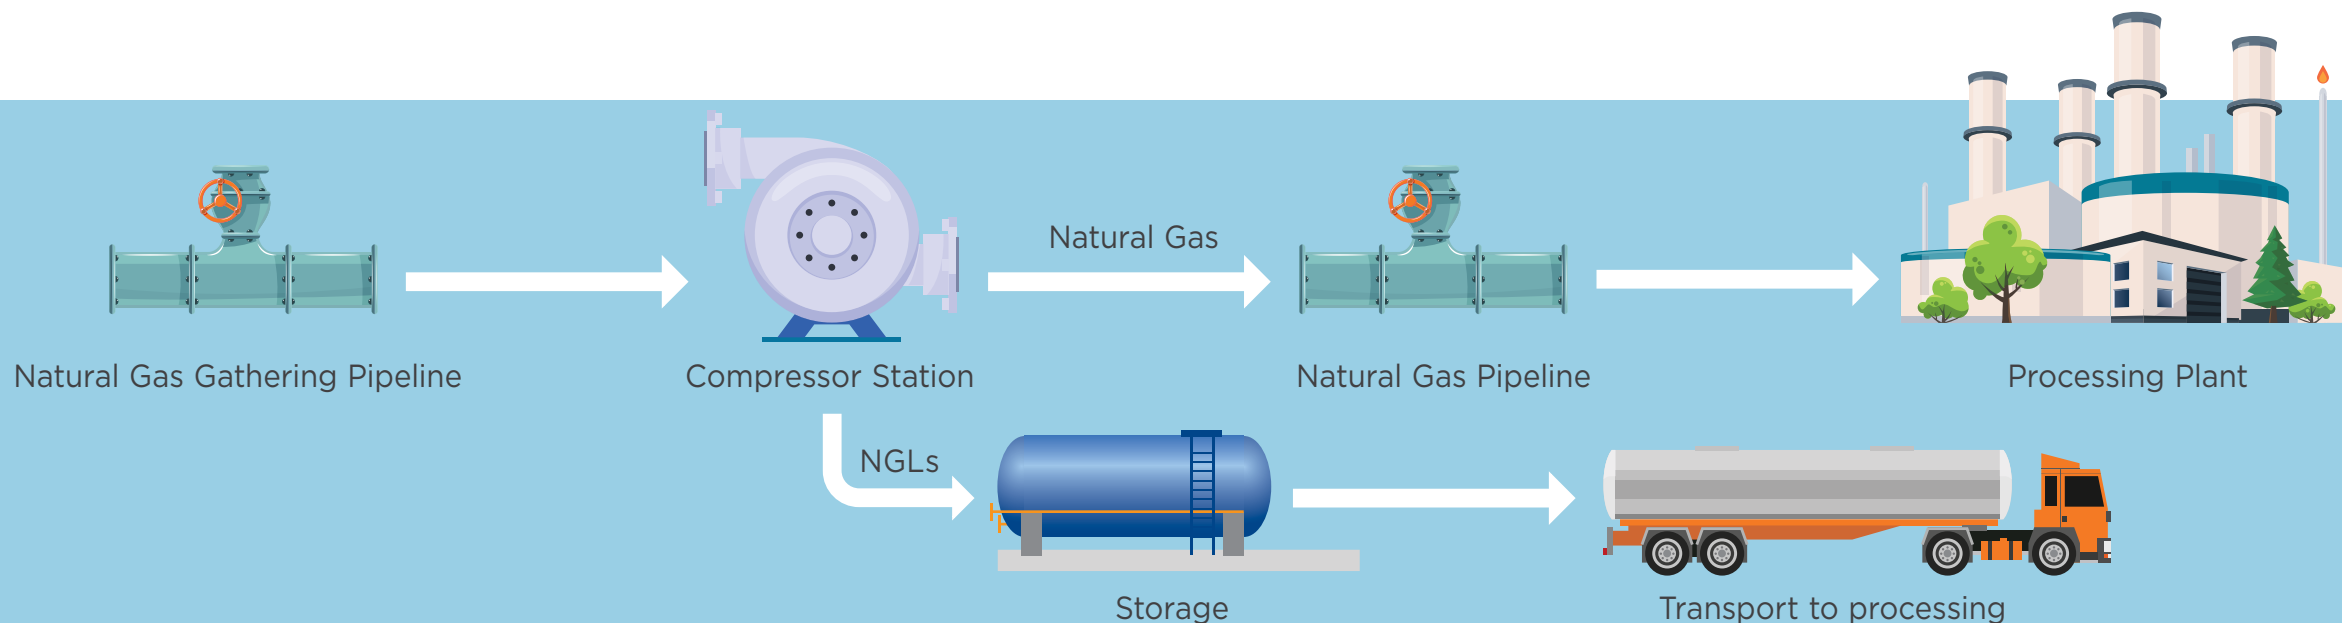 Natural Gas
Natural Gas Gathering Pipeline
Compressor Station
Natural Gas Pipeline
Processing Plant
NGLs
Storage
Transport to processing